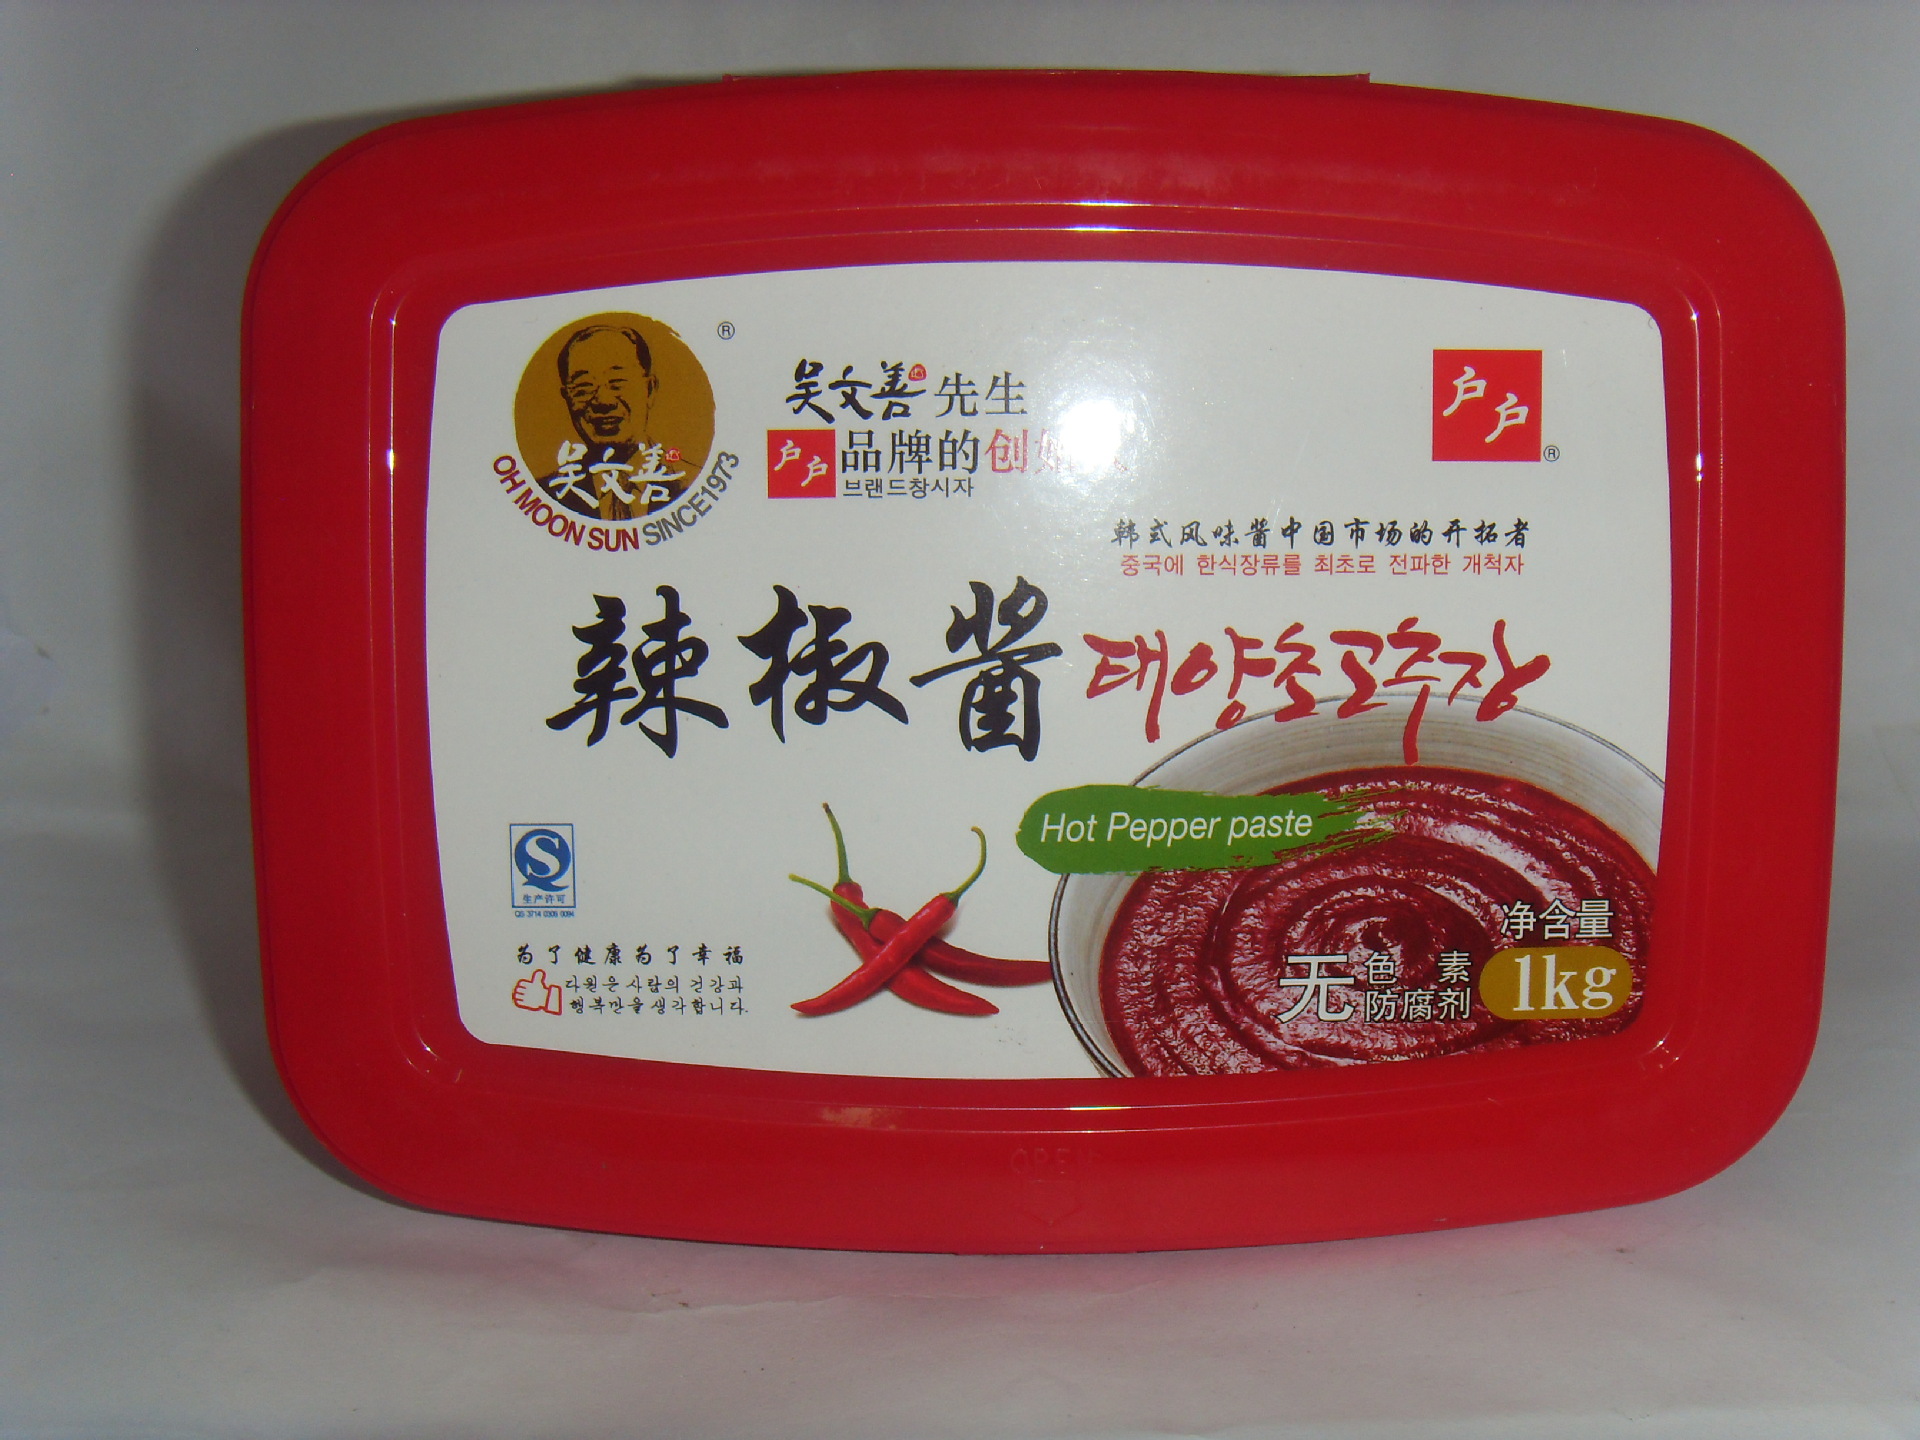 吴文善
OH MOON SUN SINCE1973
®
吴文善先生
户户品牌的创
브랜드창시자
户户
®
韩式风味酱中国市场的开拓者
중국에 한식장류를 최초로 전파한 개척자
辣椒酱 태양초고추장
Hot Pepper paste
生产许可
QS 3714 0309 0094
为了健康为了幸福
다원은 사람의 건강과
행복만을 생각합니다.
净含量
1kg
无 色素
防腐剂
OPEN